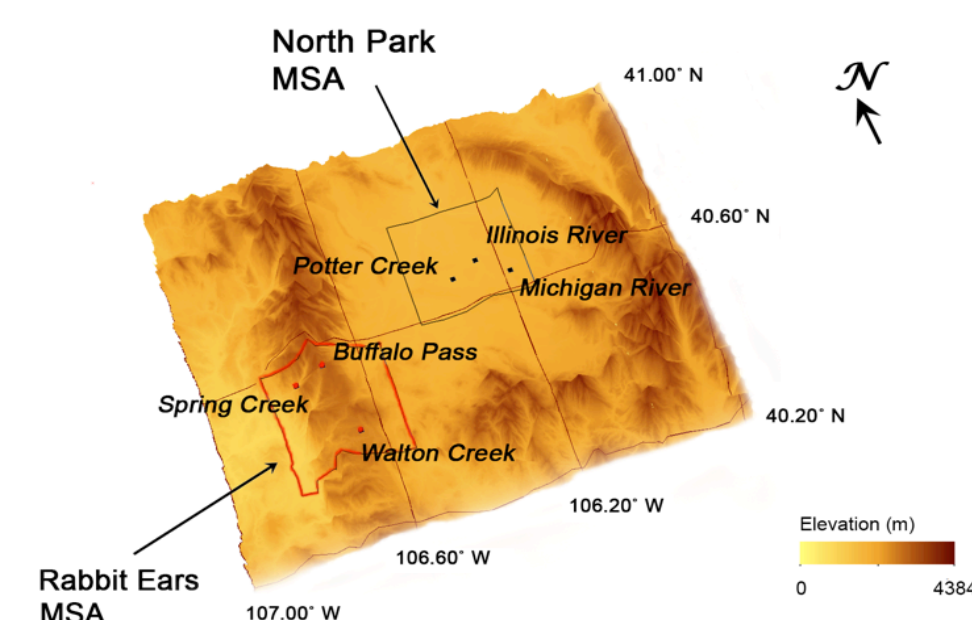 North Park
MSA
41.00° N
N
40.60° N
Illinois River
Potter Creek
Michigan River
Buffalo Pass
Spring Creek
40.20° N
Walton Creek
106.20° W
Elevation (m)
106.60° W
Rabbit Ears
MSA
0
4384
107.00° W